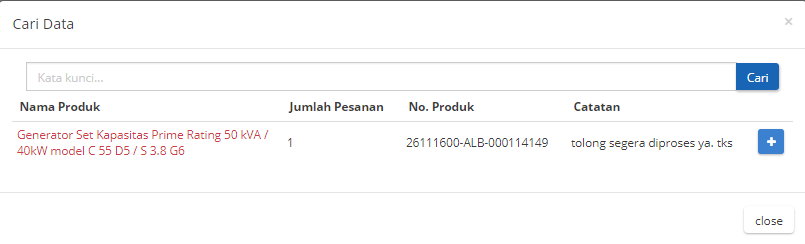 Cari Data
×
Kata kunci...
Cari
Nama Produk Jumlah Pesanan No. Produk Catatan
Generator Set Kapasitas Prime Rating 50 kVA / 1 26111600-ALB-000114149 tolong segera diproses ya. tks +
40kW model C 55 D5 / S 3.8 G6
close